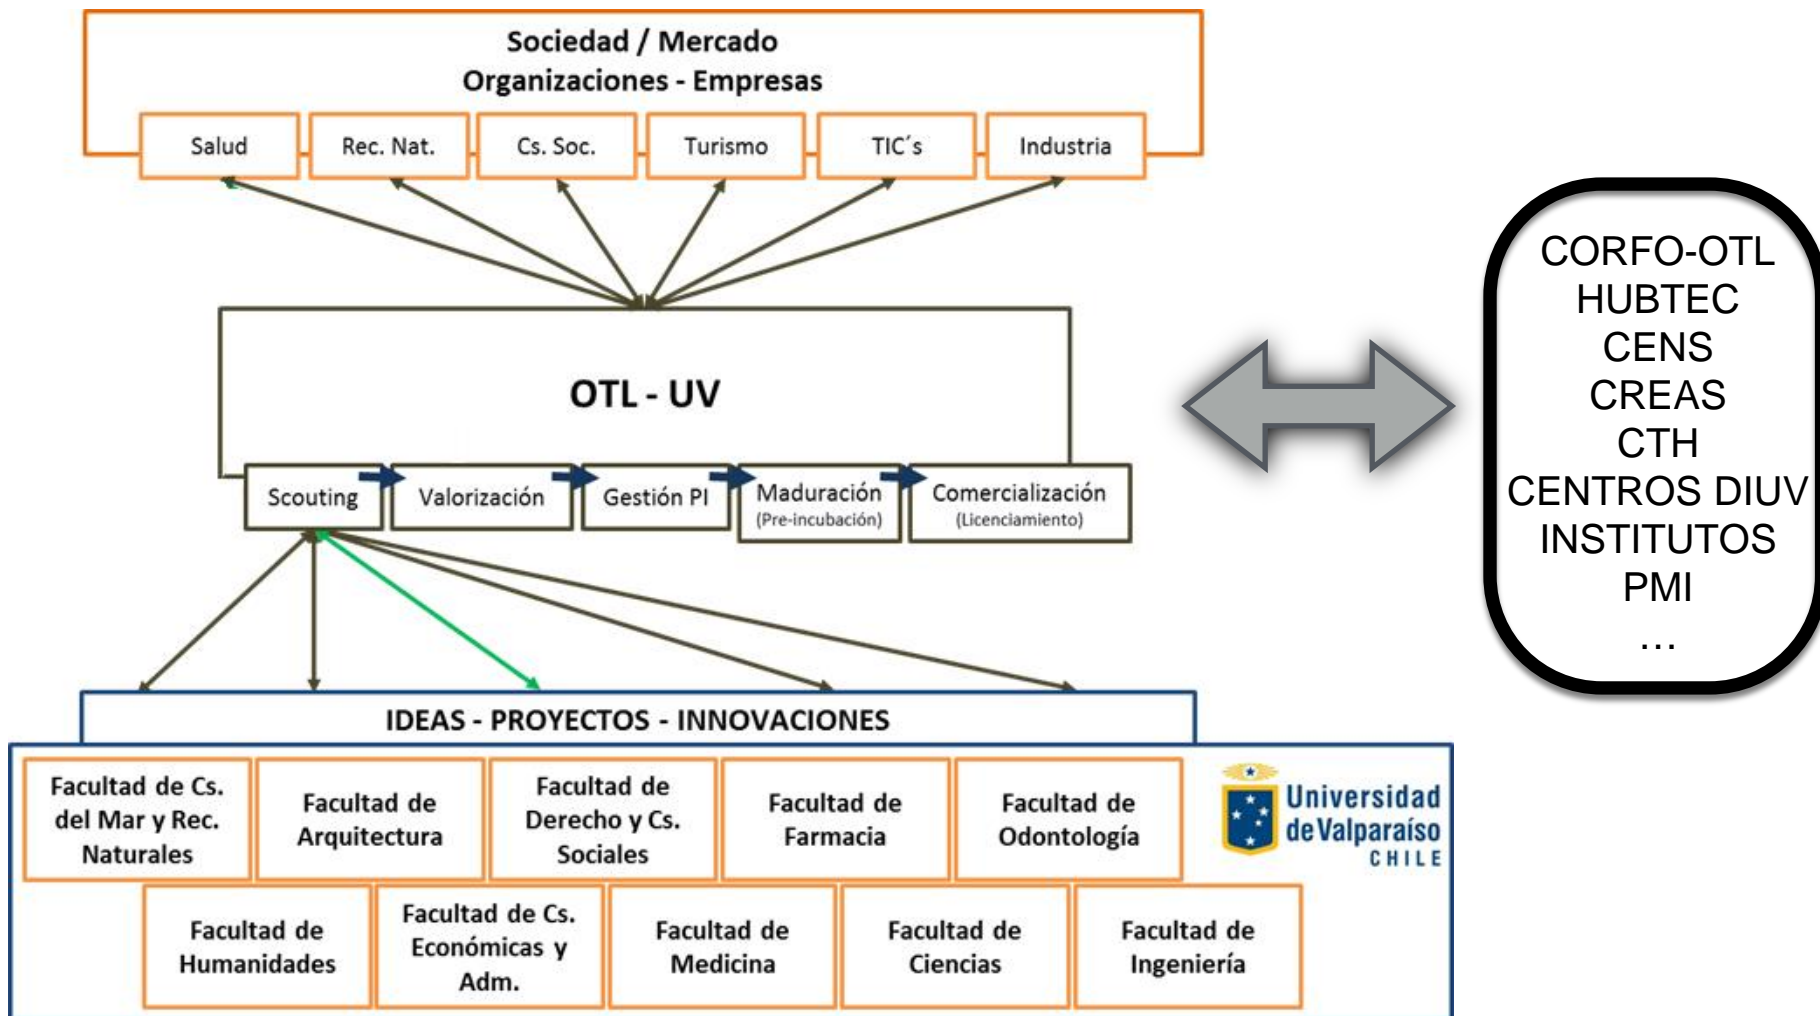 Sociedad / Mercado
Organizaciones - Empresas
Salud
Rec. Nat.
Cs. Soc.
Turismo
TIC´s
Industria
OTL - UV
Scouting
Valorización
Gestión PI
Maduración
(Pre-incubación)
Comercialización
(Licenciamiento)
CORFO-OTL
HUBTEC
CENS
CREAS
CTH
CENTROS DIUV
INSTITUTOS
PMI
...
IDEAS - PROYECTOS - INNOVACIONES
Facultad de Cs.
del Mar y Rec.
Naturales
Facultad de
Arquitectura
Facultad de
Derecho y Cs.
Sociales
Facultad de
Farmacia
Facultad de
Odontología
Universidad
de Valparaíso
CHILE
Facultad de
Humanidades
Facultad de Cs.
Económicas y
Adm.
Facultad de
Medicina
Facultad de
Ciencias
Facultad de
Ingeniería